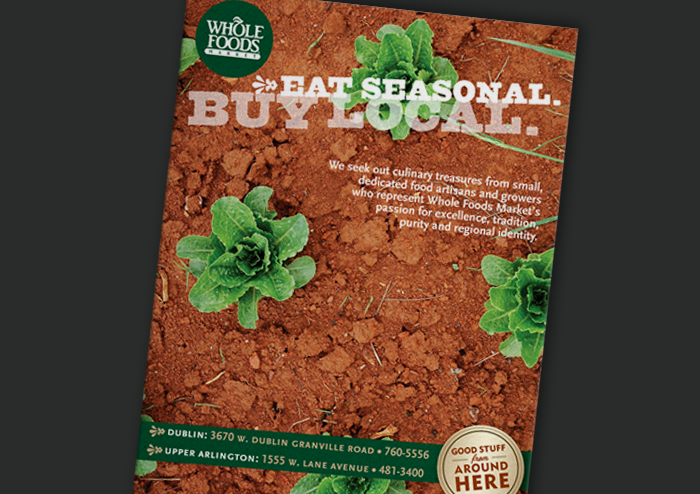 WHOLE
FOODS
MARKET
EAT SEASONAL.
BUY LOCAL.
We seek out culinary treasures from small,
dedicated food artisans and growers
who represent Whole Foods Market's
passion for excellence, tradition,
purity and regional identity.
DUBLIN: 3670 W. DUBLIN GRANVILLE ROAD • 760-5556
UPPER ARLINGTON: 1555 W. LANE AVENUE • 481-3400
GOOD STUFF
from
AROUND
HERE